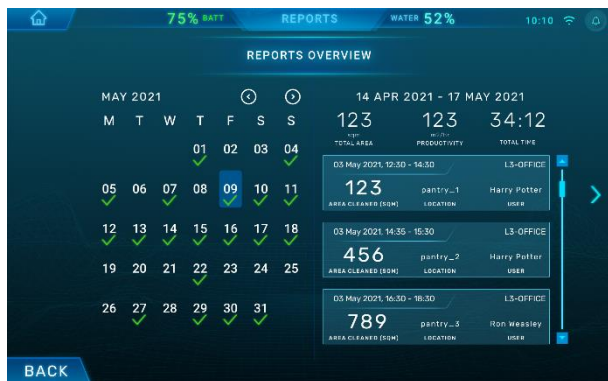 75% BATT REPORTS WATER 52% 10:10
REPORTS OVERVIEW
MAY 2021
M T W T F S S
01 02 03 04
05 06 07 08 09 10 11
12 13 14 15 16 17 18
19 20 21 22 23 24 25
26 27 28 29 30 31
14 APR 2021 - 17 MAY 2021
123 123 34:12
sqm m2/hr
TOTAL AREA PRODUCTIVITY TOTAL TIME
03 May 2021, 12:30 - 14:30 L3-OFFICE
123 pantry_1 Harry Potter
AREA CLEANED (SQM) LOCATION USER
03 May 2021, 14:35 - 15:30 L3-OFFICE
456 pantry_2 Harry Potter
AREA CLEANED (SQM) LOCATION USER
03 May 2021, 16:30 - 18:30 L3-OFFICE
789 pantry_3 Ron Weasley
AREA CLEANED (SQM) LOCATION USER
BACK